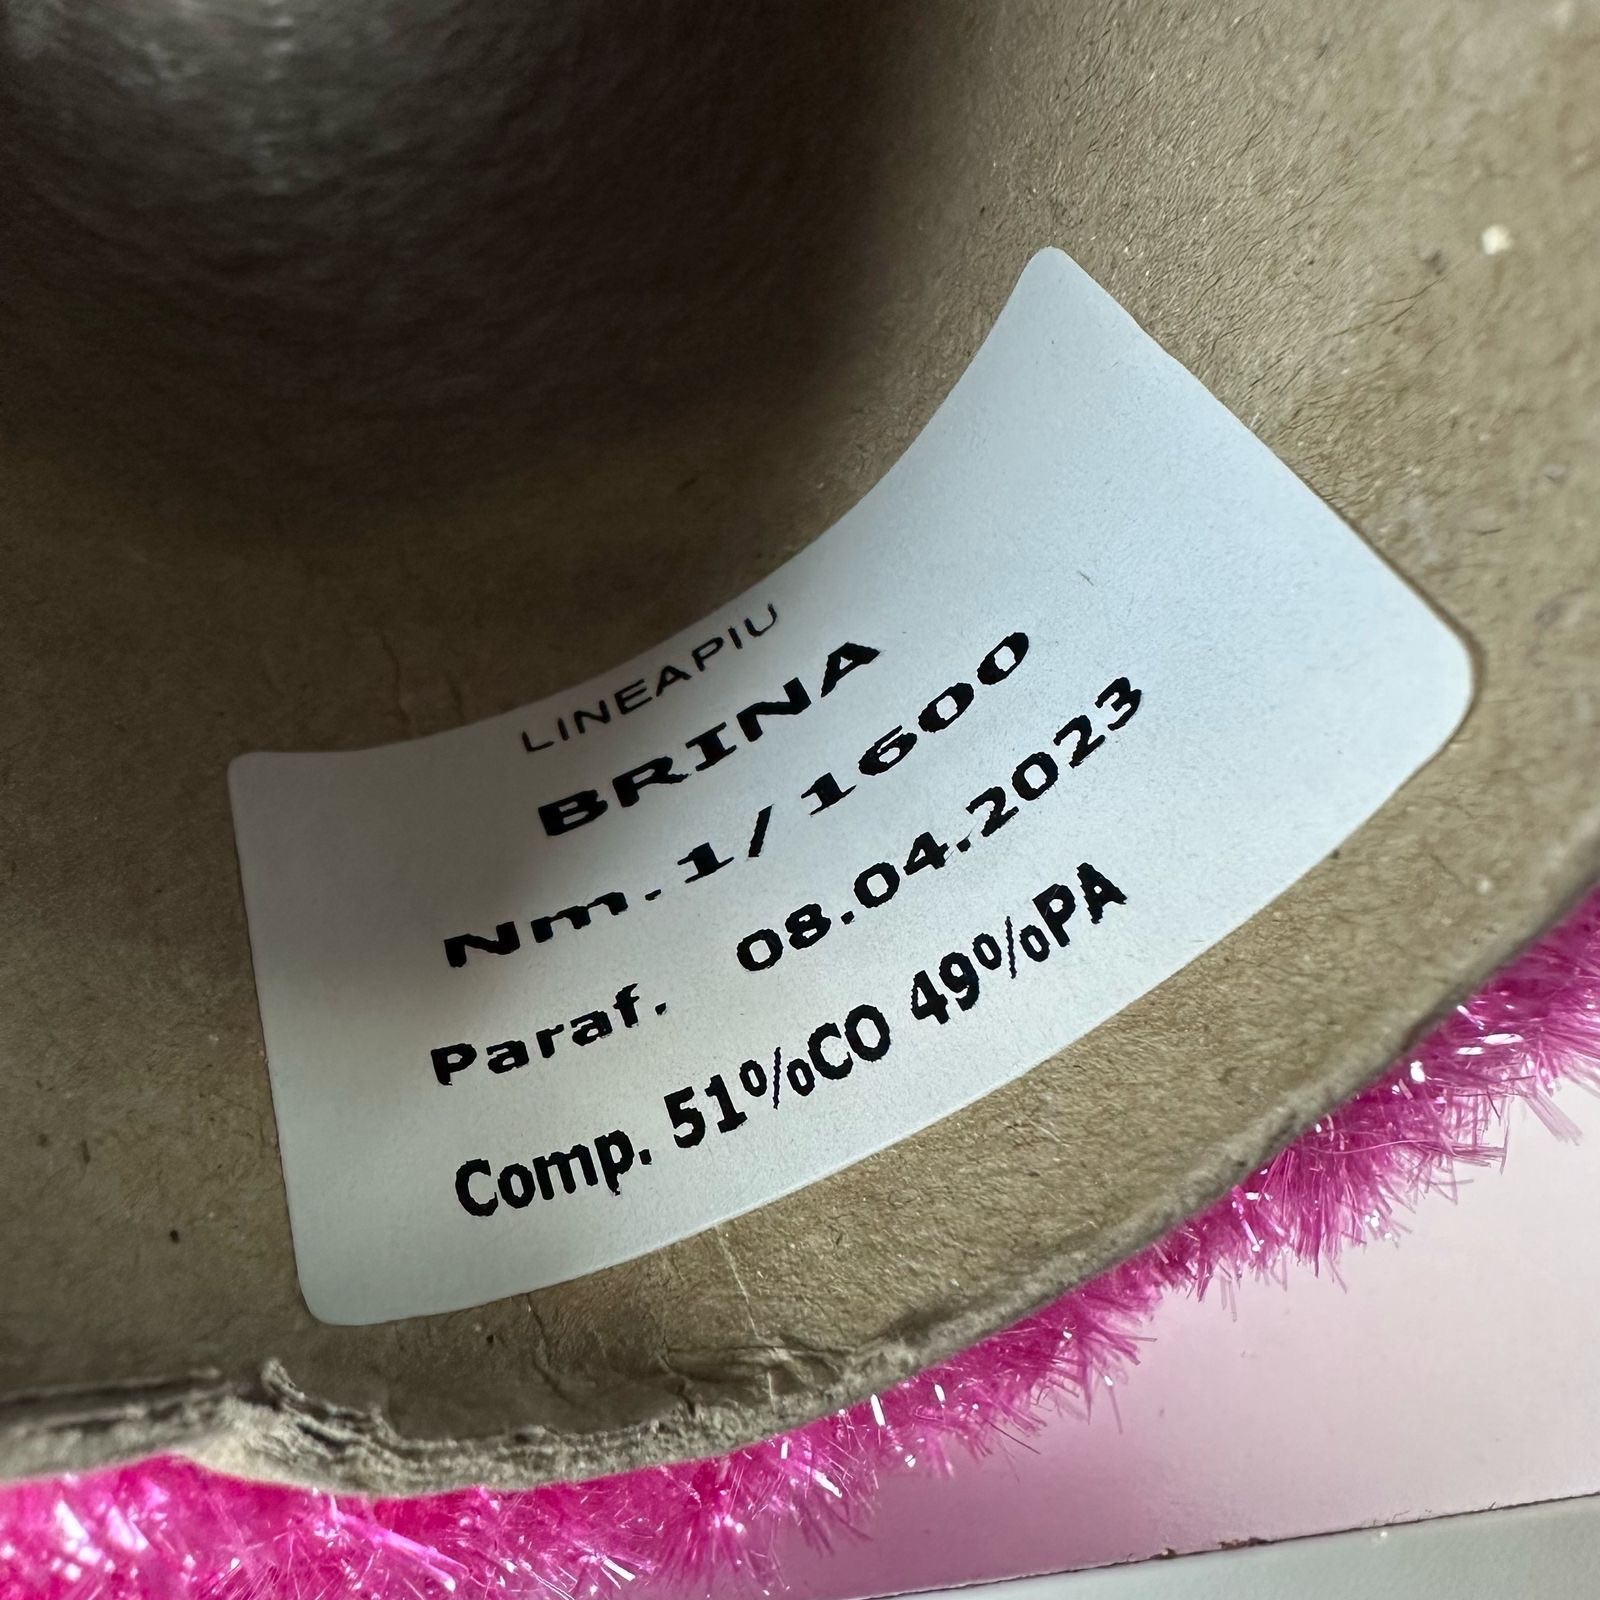 LINEAPIU
BRINA
Nm.1/1600
Paraf. 08.04.2023
Comp. 51%CO 49%PA